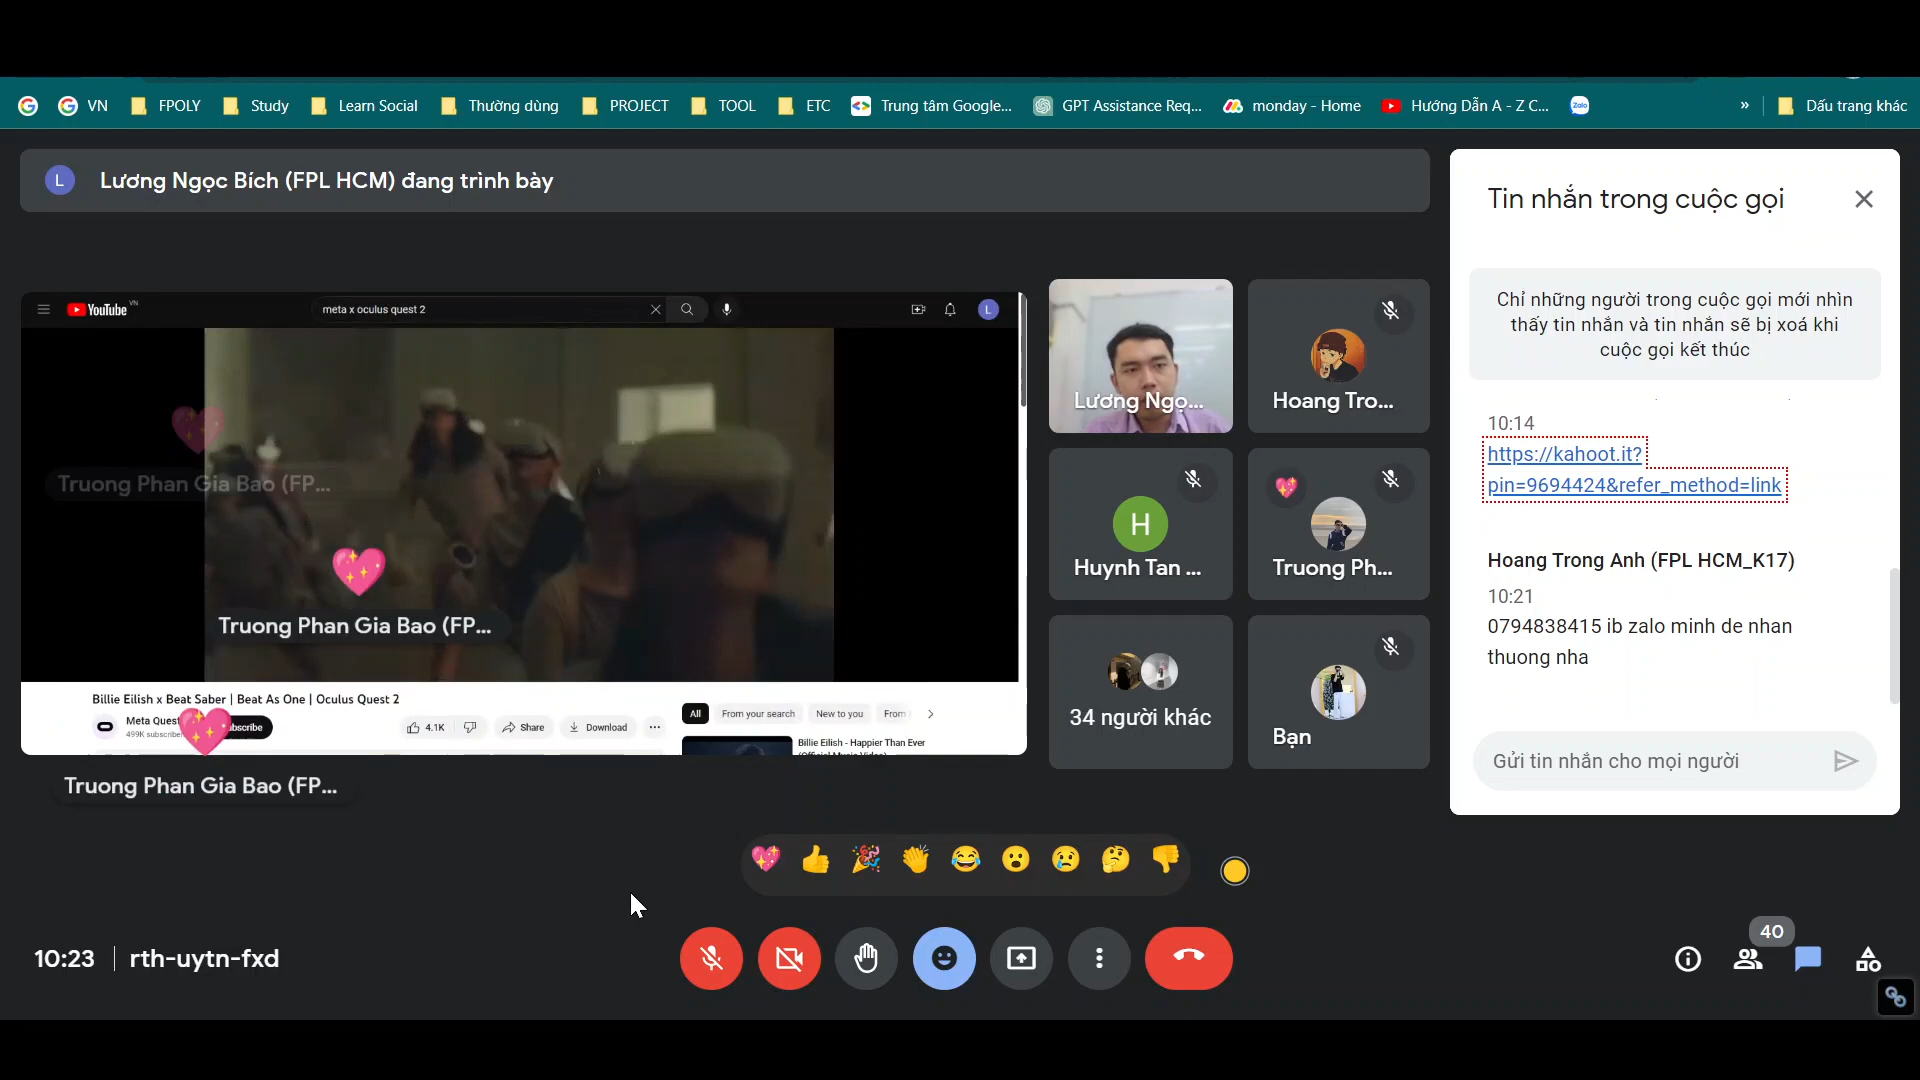 VN
FPOLY
Study
Learn Social
Thường dùng
PROJECT
TOOL
ETC
Trung tâm Google...
GPT Assistance Req...
monday - Home
Hướng Dẫn A - Z C...
Zalo
»
Dấu trang khác
L
Lương Ngọc Bích (FPL HCM) đang trình bày
YouTube VN
meta x oculus quest 2
L
Truong Phan Gia Bao (FP...
Truong Phan Gia Bao (FP...
Billie Eilish x Beat Saber | Beat As One | Oculus Quest 2
Meta Quest
499K subscriber
bscribe
4.1K
Share
Download
All
From your search
New to you
From
Billie Eilish - Happier Than Ever
Truong Phan Gia Bao (FP...
Lương Ngọ...
Hoang Tro...
H
Huynh Tan ...
Truong Ph...
34 người khác
Bạn
Tin nhắn trong cuộc gọi
Chỉ những người trong cuộc gọi mới nhìn
thấy tin nhắn và tin nhắn sẽ bị xoá khi
cuộc gọi kết thúc
10:14
https://kahoot.it?
pin=9694424&refer_method=link
Hoang Trong Anh (FPL HCM_K17)
10:21
0794838415 ib zalo minh de nhan
thuong nha
Gửi tin nhắn cho mọi người
10:23
rth-uytn-fxd
40